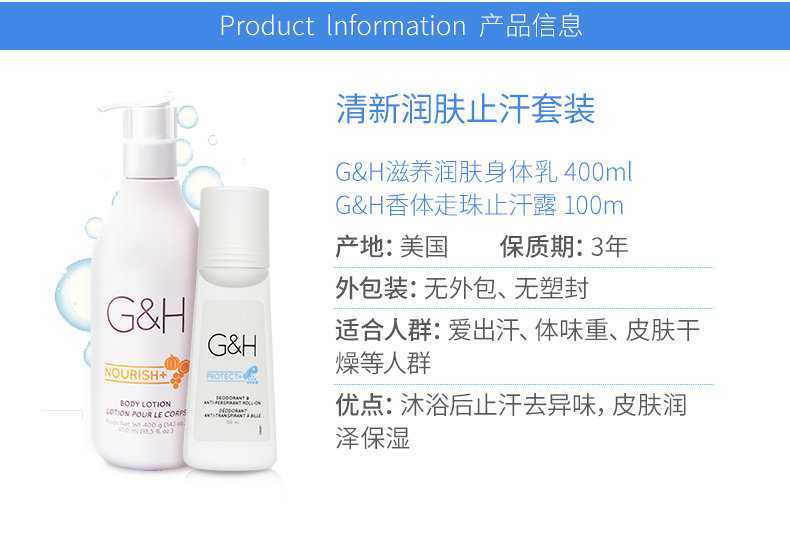 Product lnformation 产品信息
清新润肤止汗套装
G&H滋养润肤身体乳 400ml
G&H香体走珠止汗露 100m
产地：美国 保质期：3年
外包装：无外包、无塑封
适合人群：爱出汗、体味重、皮肤干
燥等人群
优点：沐浴后止汗去异味，皮肤润
泽保湿
G&H
NOURISH+
BODY LOTION
LOTION POUR LE CORPS
Poids Net Wt 400 g (14.1 oz.)
400 ml (13.5 fl. oz.)
G&H
PROTECT+
DEODORANT &
ANTI-PERSPIRANT ROLL-ON
DÉODORANT
ANTI-TRANSPIRANT À BILLE
100 ml